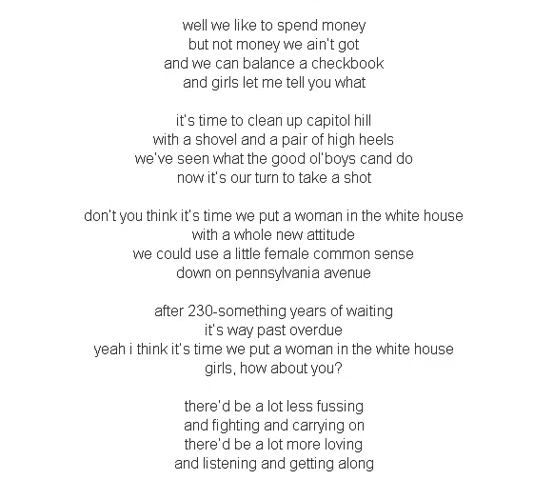 well we like to spend money
but not money we ain't got
and we can balance a checkbook
and girls let me tell you what
it's time to clean up capitol hill
with a shovel and a pair of high heels
we've seen what the good ol'boys cand do
now it's our turn to take a shot
don't you think it's time we put a woman in the white house
with a whole new attitude
we could use a little female common sense
down on pennsylvania avenue
after 230-something years of waiting
it's way past overdue
yeah i think it's time we put a woman in the white house
girls, how about you?
there'd be a lot less fussing
and fighting and carrying on
there'd be a lot more loving
and listening and getting along